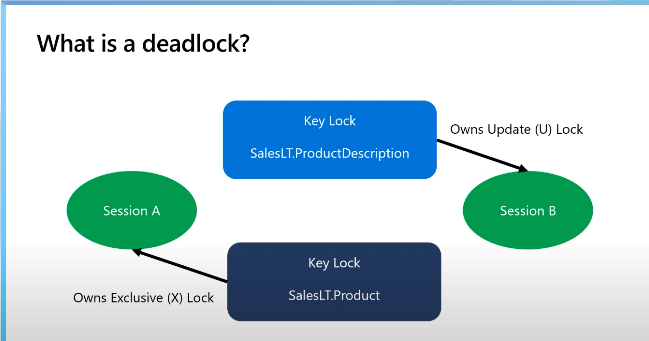 What is a deadlock?
Key Lock
SalesLT.ProductDescription
Owns Update (U) Lock
Session A
Session B
Key Lock
SalesLT.Product
Owns Exclusive (X) Lock